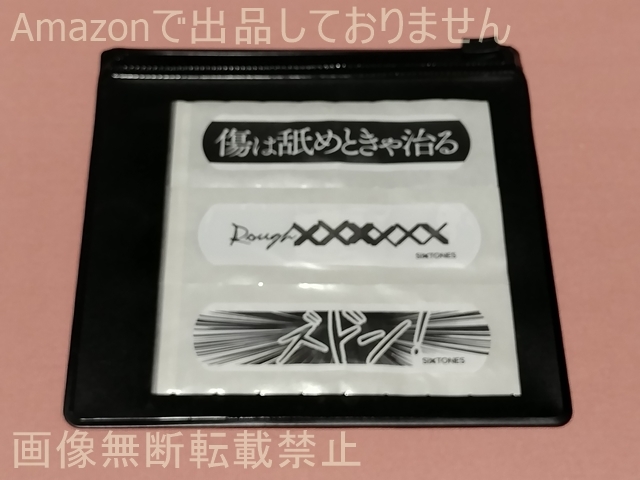 Amazonで出品しておりません
傷は舐めときゃ治る
Rough XXXXXX
SixTONES
ズドン!
SixTONES
画像無断転載禁止